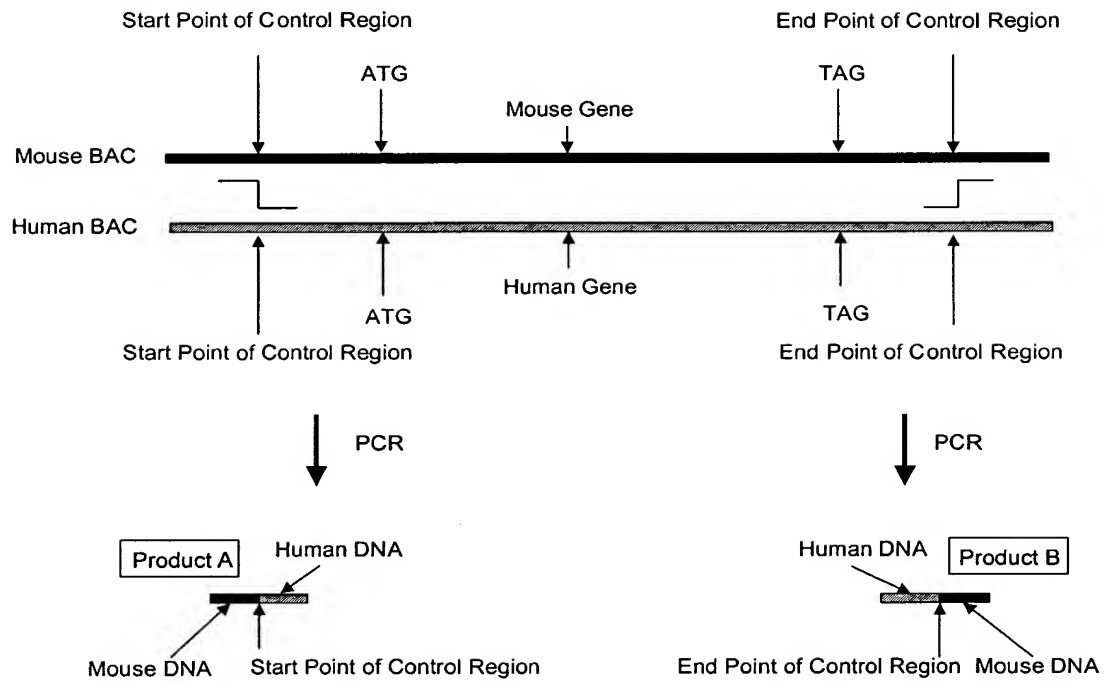 Start Point of Control Region
End Point of Control Region
ATG
TAG
Mouse Gene
Mouse BAC
Human BAC
Human Gene
ATG
TAG
Start Point of Control Region
End Point of Control Region
PCR
PCR
Product A
Human DNA
Human DNA
Product B
Mouse DNA
Start Point of Control Region
End Point of Control Region
Mouse DNA